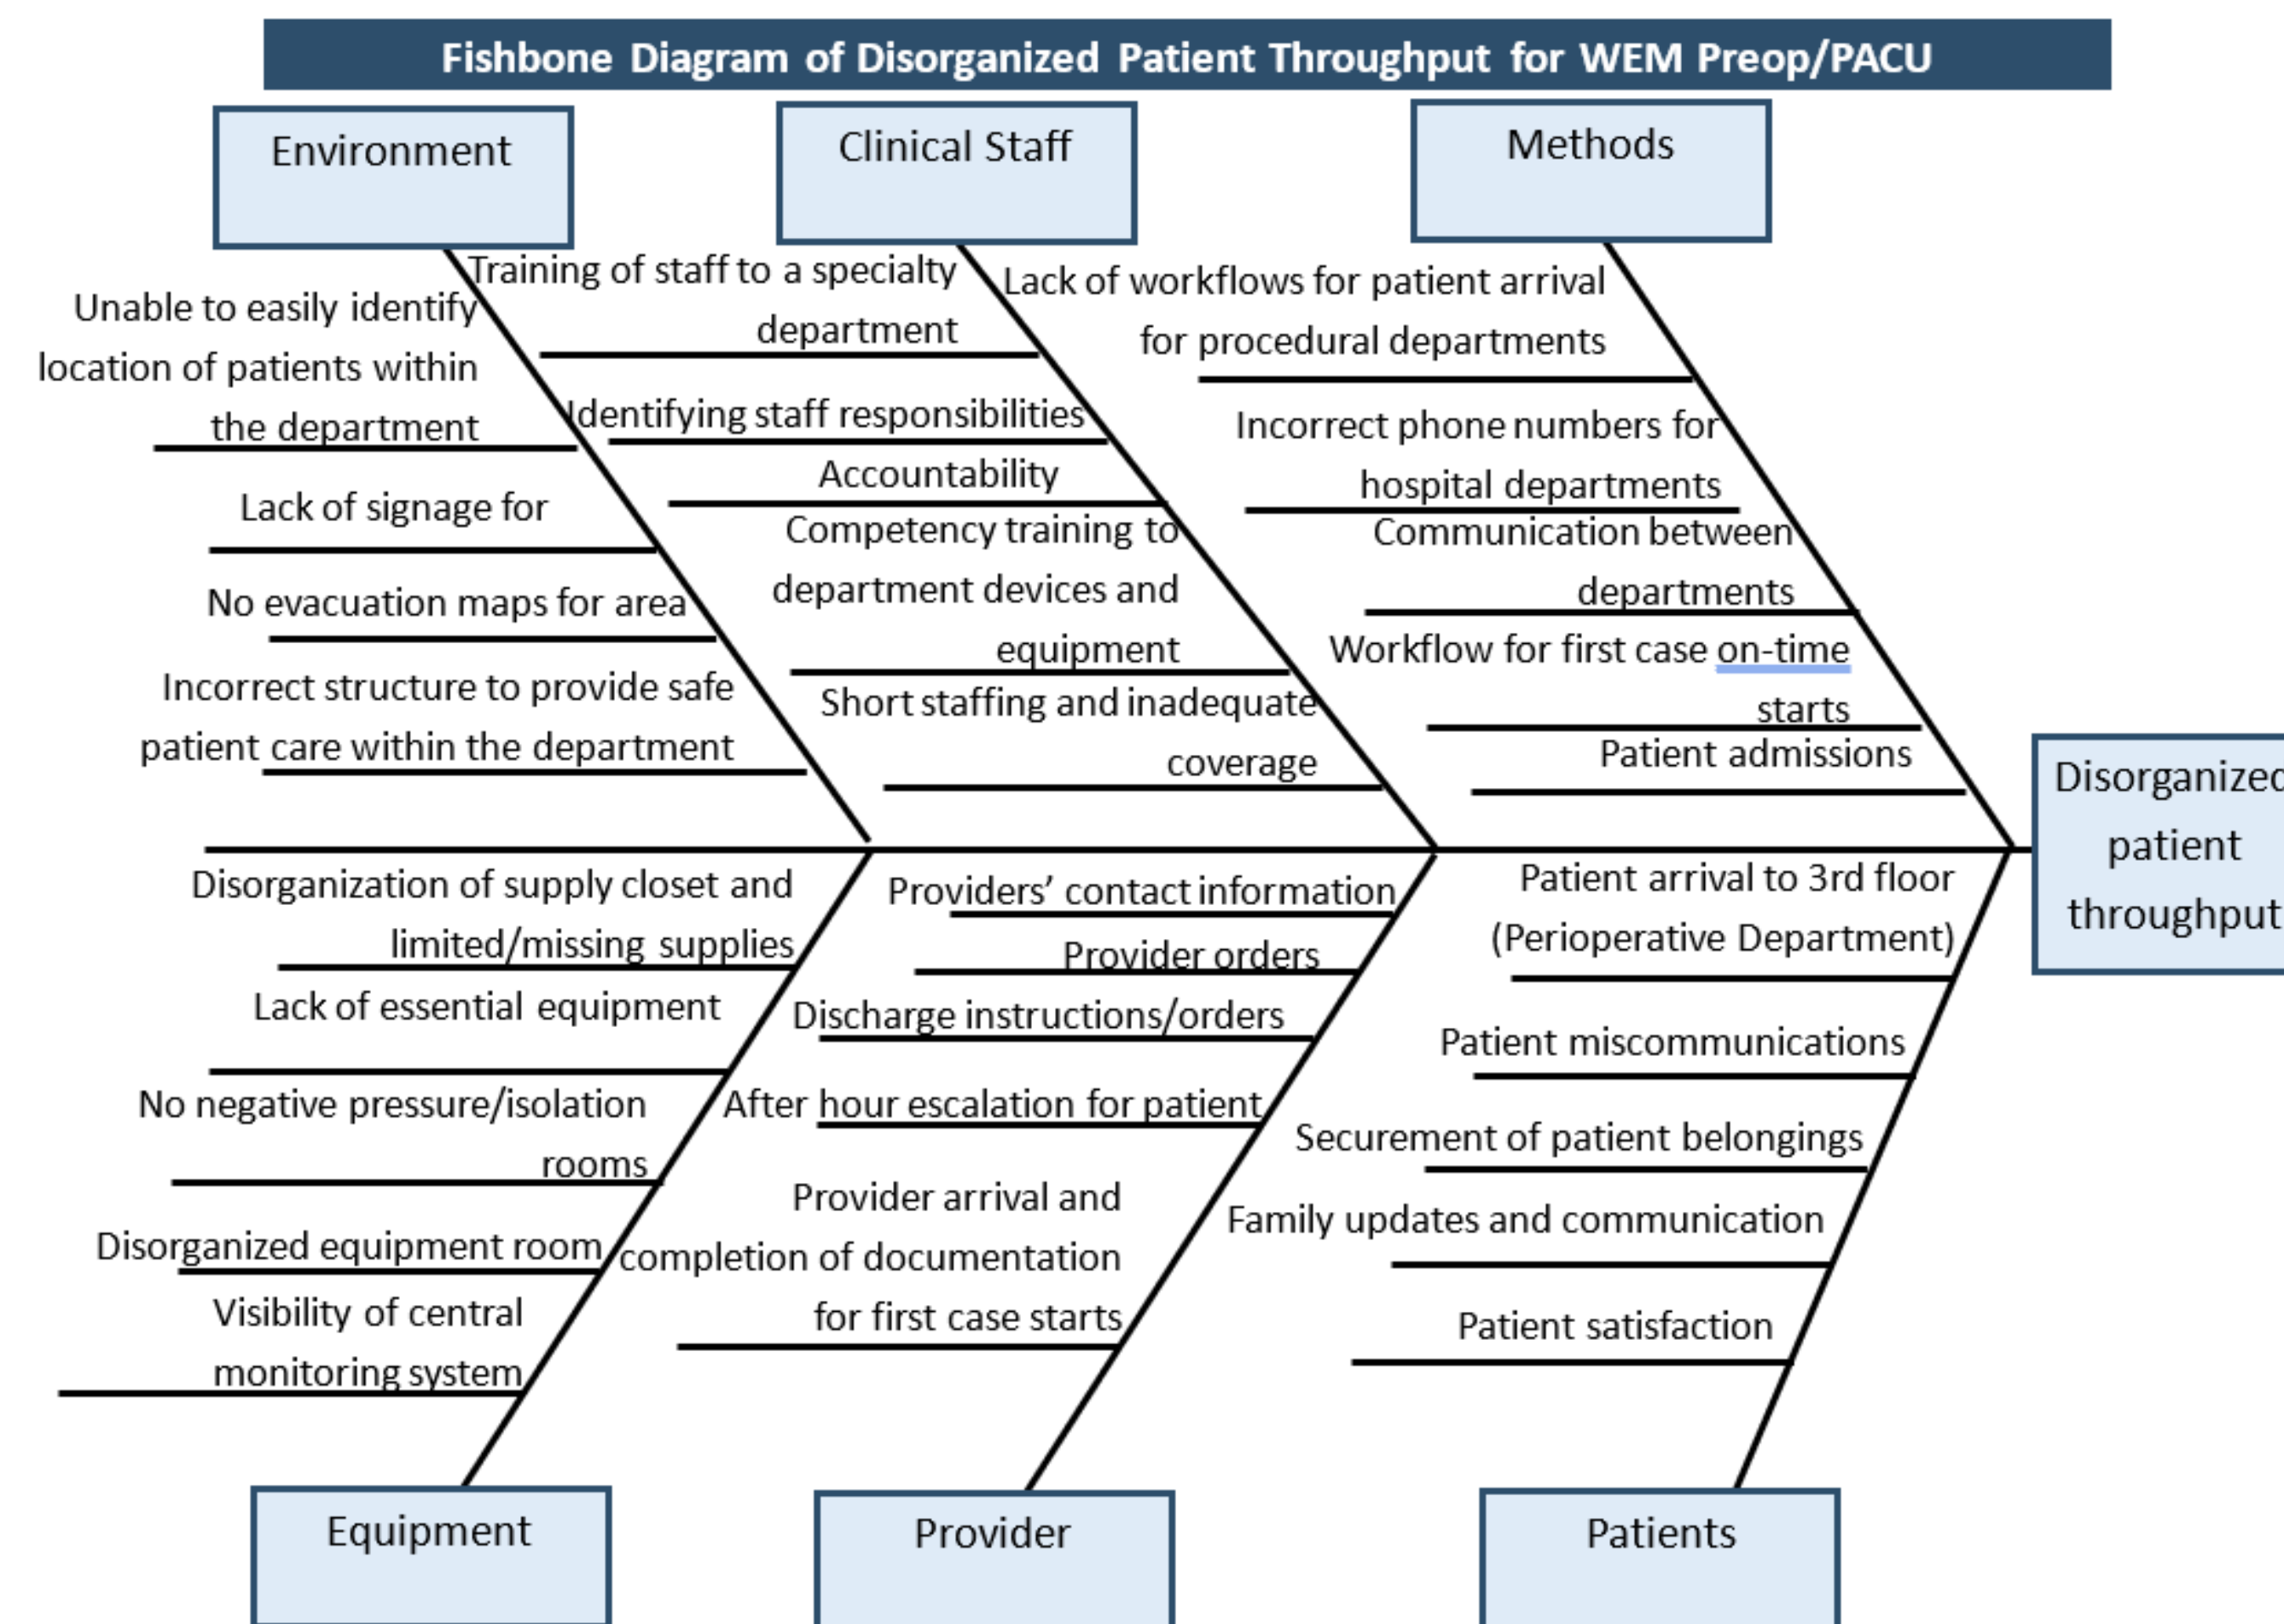 Fishbone Diagram of Disorganized Patient Throughput for WEM Preop/PACU
Environment
Clinical Staff
Methods
Unable to easily identify
location of patients within
the department
Lack of signage for
No evacuation maps for area
Incorrect structure to provide safe
patient care within the department
Training of staff to a specialty
department
Identifying staff responsibilities
Accountability
Competency training to
department devices and
equipment
Short staffing and inadequate
coverage
Lack of workflows for patient arrival
for procedural departments
Incorrect phone numbers for
hospital departments
Communication between
departments
Workflow for first case on-time
starts
Patient admissions
Disorganized
patient
throughput
Disorganization of supply closet and
limited/missing supplies
Lack of essential equipment
No negative pressure/isolation
rooms
Disorganized equipment room
Visibility of central
monitoring system
Providers’ contact information
Provider orders
Discharge instructions/orders
After hour escalation for patient
Provider arrival and
completion of documentation
for first case starts
Patient arrival to 3rd floor
(Perioperative Department)
Patient miscommunications
Securement of patient belongings
Family updates and communication
Patient satisfaction
Equipment
Provider
Patients